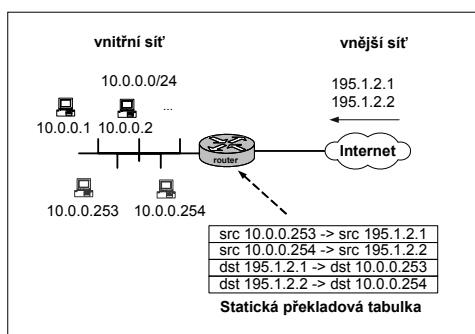 vnitřní síť
vnější síť
10.0.0.0/24
195.1.2.1
195.1.2.2
...
10.0.0.1
10.0.0.2
router
Internet
10.0.0.253
10.0.0.254
src 10.0.0.253 -> src 195.1.2.1
src 10.0.0.254 -> src 195.1.2.2
dst 195.1.2.1 -> dst 10.0.0.253
dst 195.1.2.2 -> dst 10.0.0.254
Statická překladová tabulka